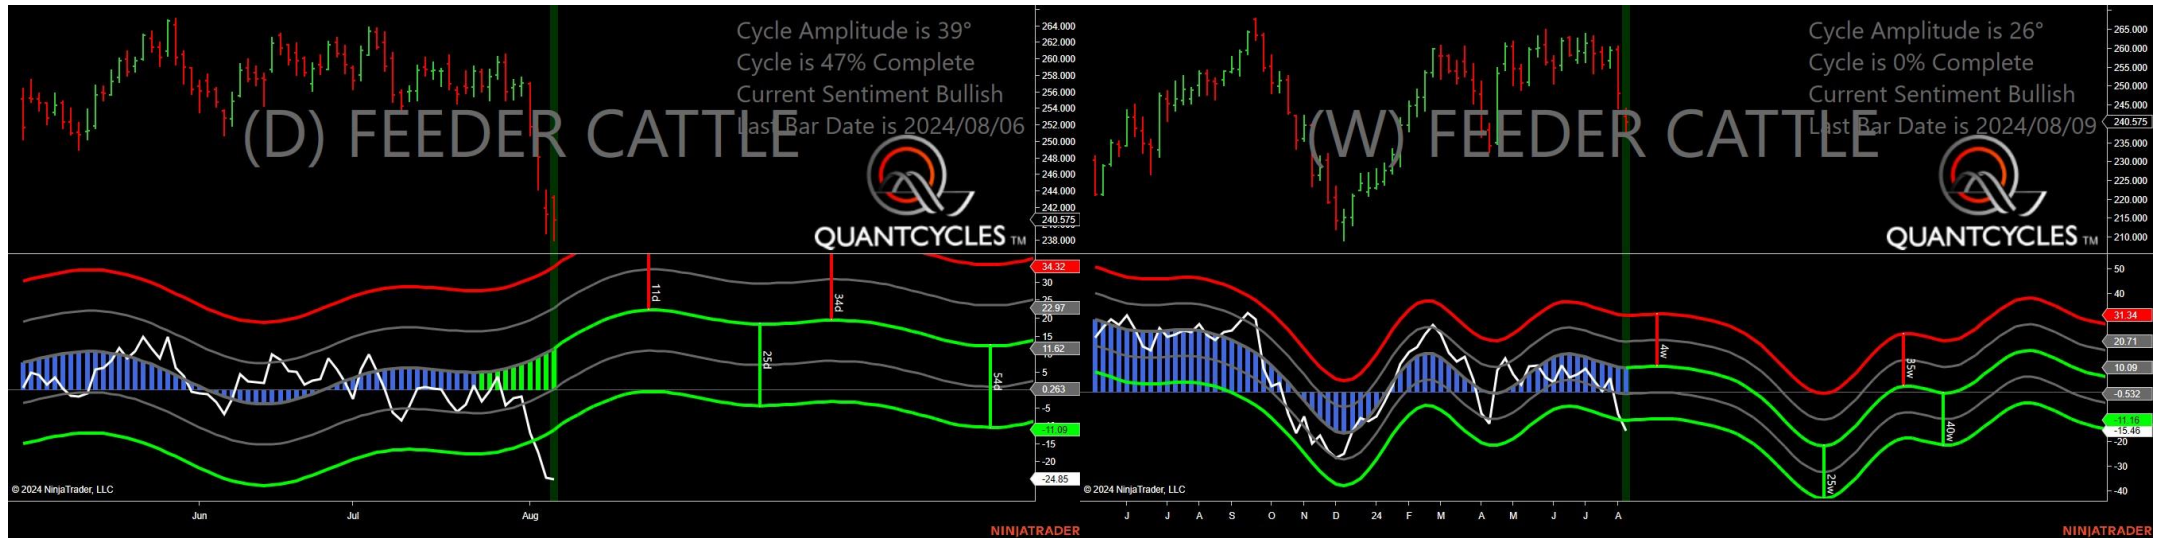 Cycle Amplitude is 39°
Cycle is 47% Complete
Current Sentiment Bullish
Last Bar Date is 2024/08/06
(D) FEEDER CATTLE
QUANTCYCLES TM
264.000
262.000
260.000
258.000
256.000
254.000
252.000
250.000
248.000
246.000
244.000
242.000
240.575
238.000
34.32
30
25
22.97
20
15
11.62
5
0.263
-5
-11.09
-15
-20
-24.85
11d
25d
34d
54d
© 2024 NinjaTrader, LLC
Jun
Jul
Aug
NINJATRADER
Cycle Amplitude is 26°
Cycle is 0% Complete
Current Sentiment Bullish
Last Bar Date is 2024/08/09
(W) FEEDER CATTLE
QUANTCYCLES TM
265.000
260.000
255.000
250.000
245.000
240.575
235.000
230.000
225.000
220.000
215.000
210.000
50
40
31.34
20.71
10.09
-0.532
-11.16
-15.46
-20
-30
-40
4w
25w
35w
40w
© 2024 NinjaTrader, LLC
J
J
A
S
O
N
D
24
F
M
A
M
J
J
A
NINJATRADER